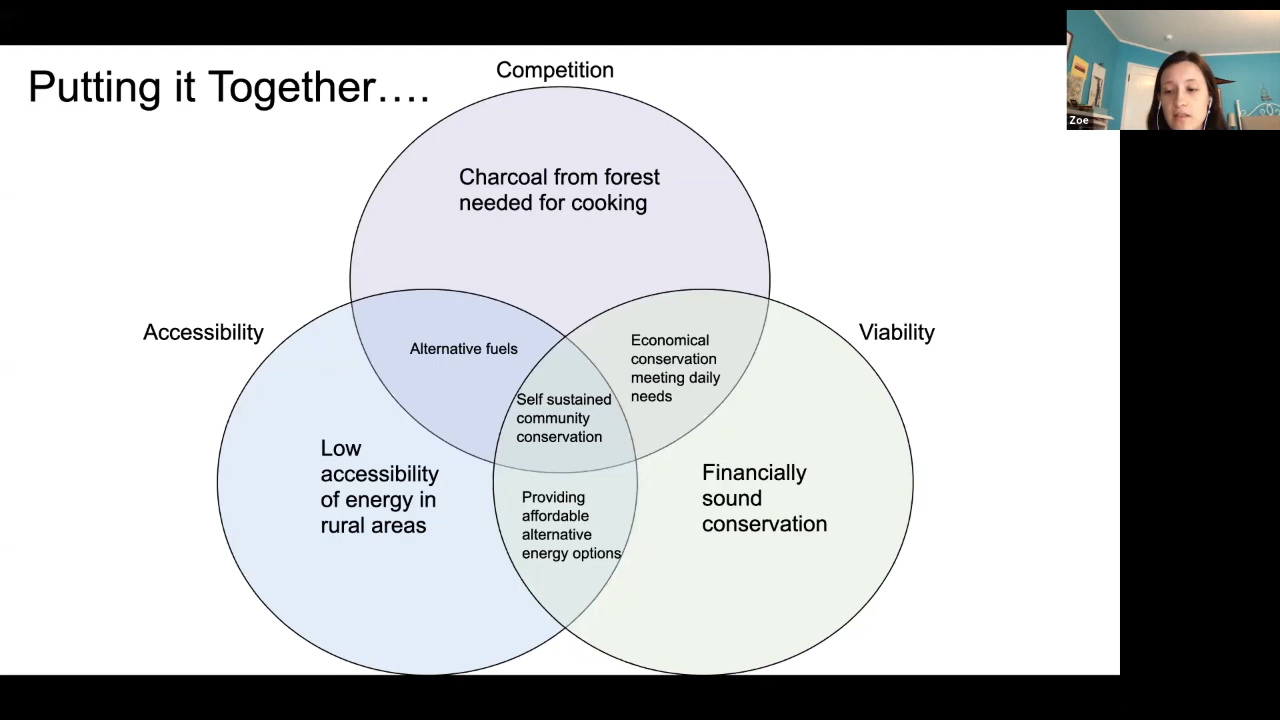 Putting it Together….
Competition
Zoe
Charcoal from forest
needed for cooking
Accessibility
Viability
Alternative fuels
Economical
conservation
meeting daily
needs
Self sustained
community
conservation
Low
accessibility
of energy in
rural areas
Financially
sound
conservation
Providing
affordable
alternative
energy options